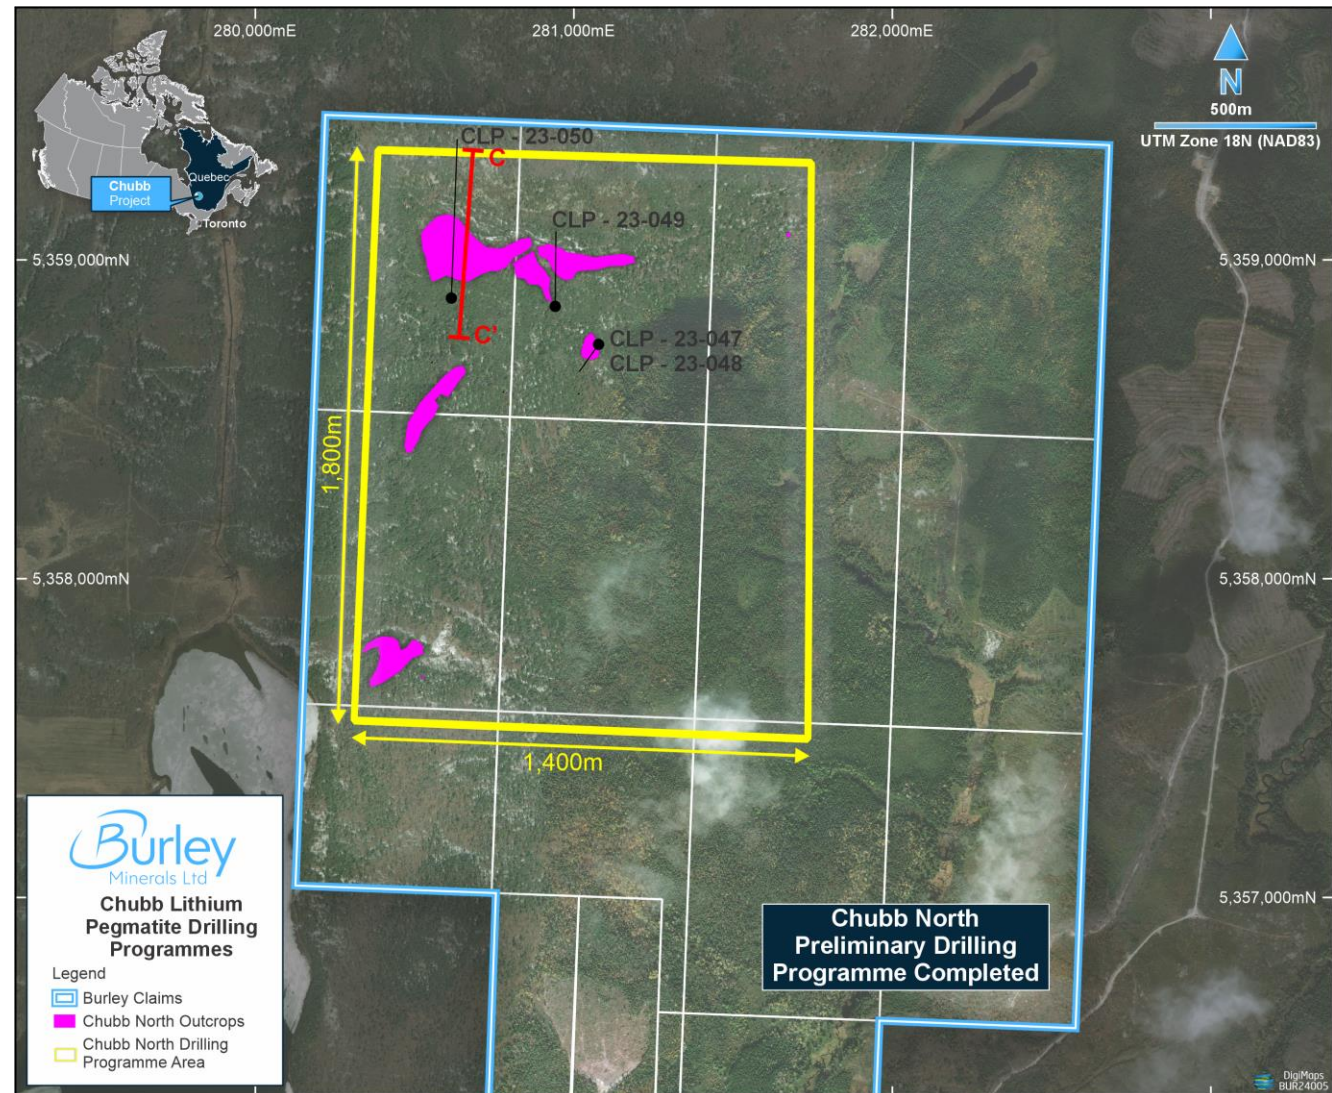 280,000mE
281,000mE
282,000mE
N
500m
UTM Zone 18N (NAD83)
Quebec
Chubb
Project
Toronto
CLP - 23-050
C
CLP - 23-049
5,359,000mN
5,359,000mN
C'
CLP - 23-047
CLP - 23-048
1,800m
5,358,000mN
5,358,000mN
1,400m
Burley
Minerals Ltd
Chubb Lithium
Pegmatite Drilling
Programmes
Legend
Burley Claims
Chubb North Outcrops
Chubb North Drilling
Programme Area
5,357,000mN
Chubb North
Preliminary Drilling
Programme Completed
DigiMaps
BUR24005